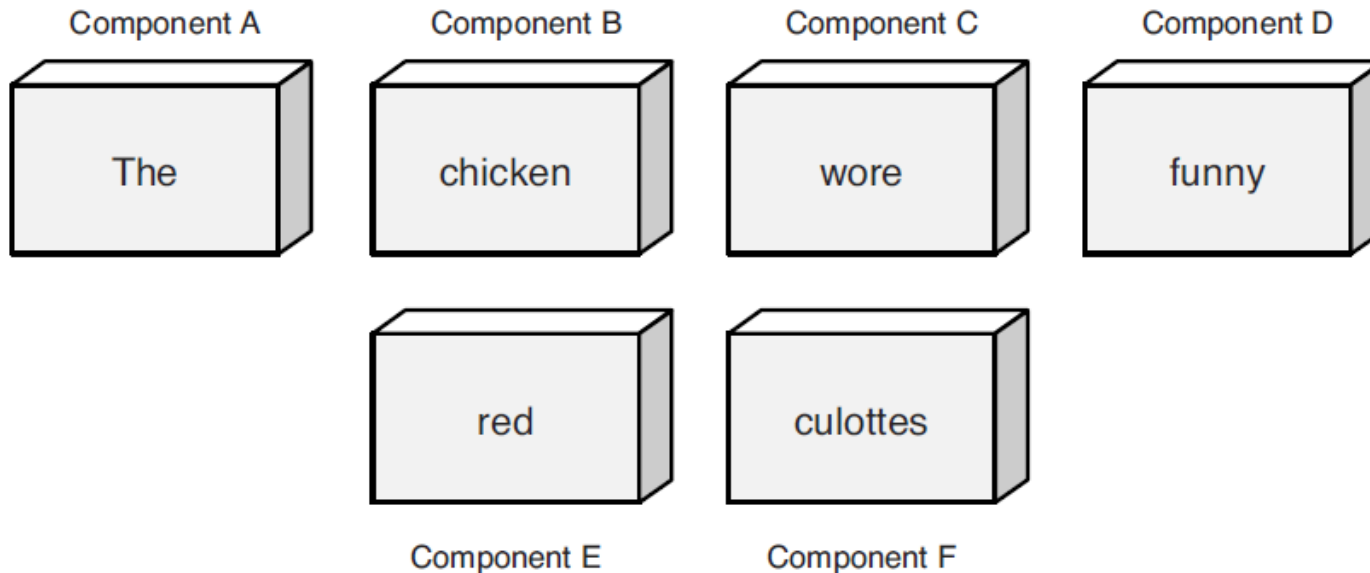 Component A Component B Component C Component D
The chicken wore funny
red culottes
Component E Component F